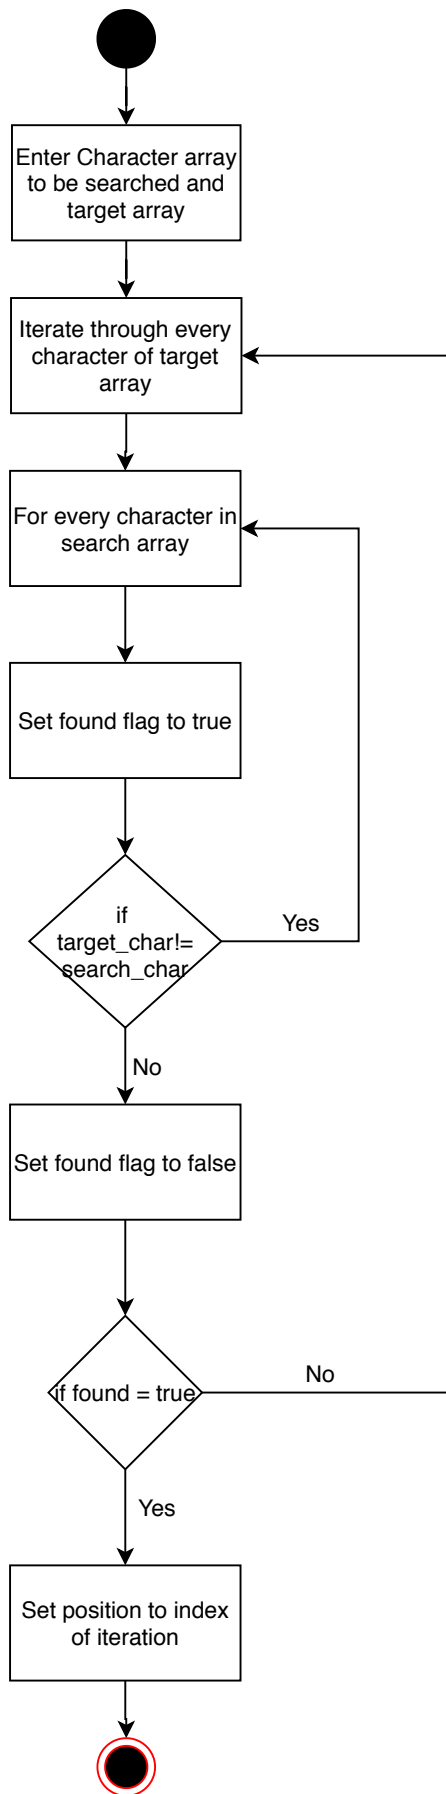 Enter Character array
to be searched and
target array
Iterate through every
character of target
array
For every character in
search array
Set found flag to true
if
target_char!=
search_char
Yes
No
Set found flag to false
if found = true
No
Yes
Set position to index
of iteration